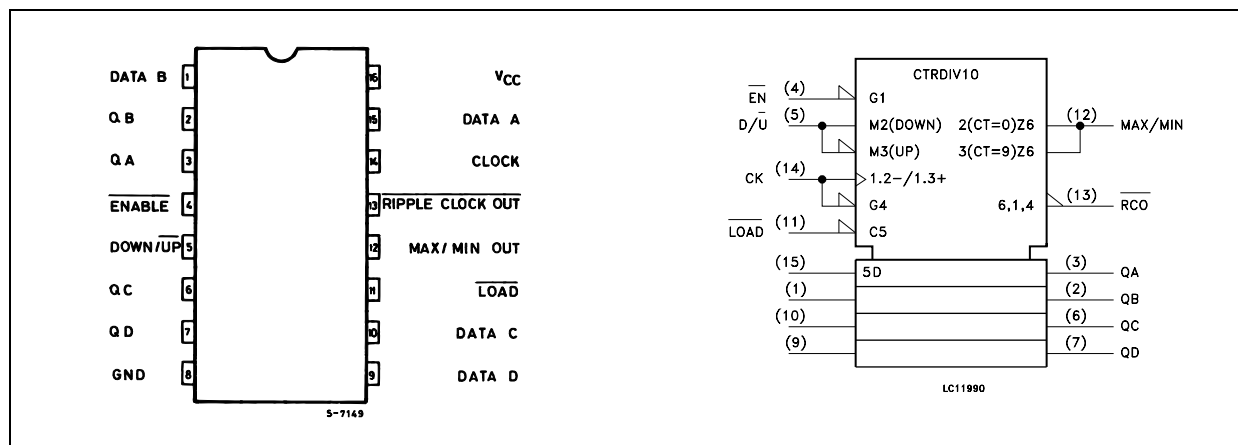 DATA B 1 16 VCC
QB 2 15 DATA A
QA 3 14 CLOCK
ENABLE 4 13 RIPPLE CLOCK OUT
DOWN/UP 5 12 MAX/MIN OUT
QC 6 11 LOAD
QD 7 10 DATA C
GND 8 9 DATA D
S-7149
CTRDIV10
EN (4) G1
D/U (5) M2(DOWN) 2(CT=0)Z6 (12) MAX/MIN
M3(UP) 3(CT=9)Z6
CK (14) 1.2-/1.3+
G4 6,1,4 (13) RCO
LOAD (11) C5
(15) 5D (3) QA
(1) (2) QB
(10) (6) QC
(9) (7) QD
LC11990